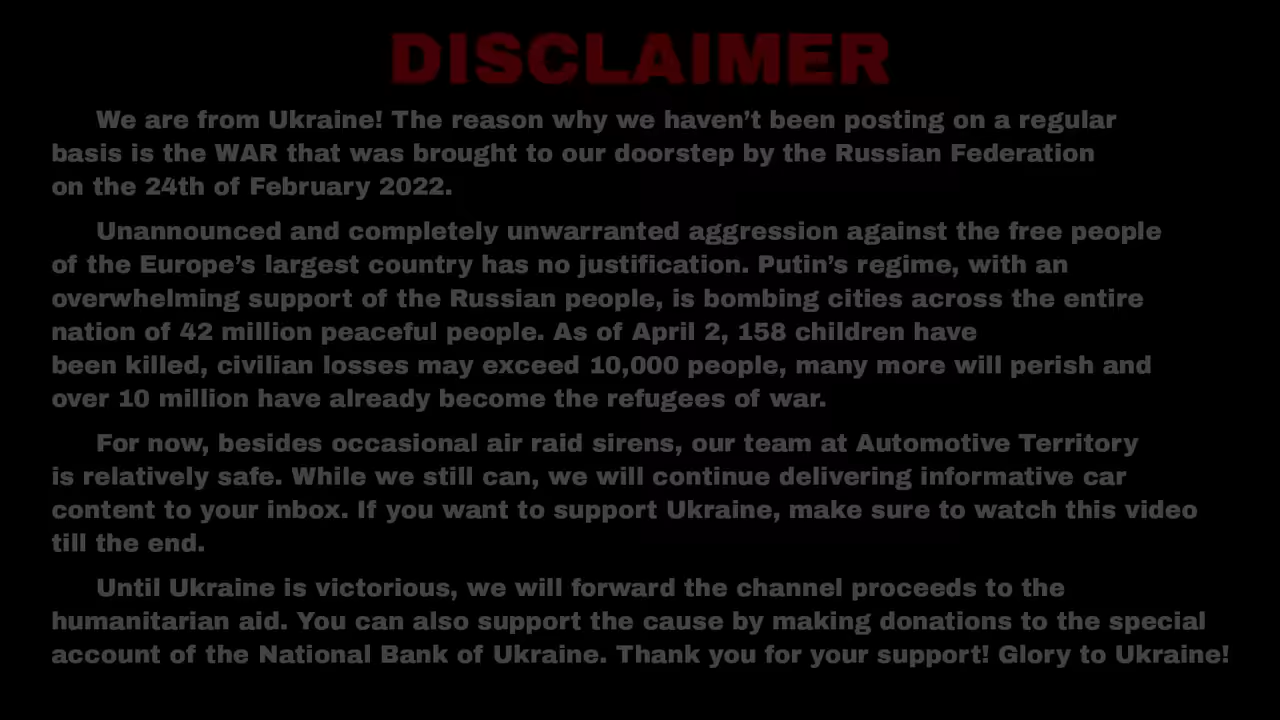 DISCLAIMER
We are from Ukraine! The reason why we haven’t been posting on a regular
basis is the WAR that was brought to our doorstep by the Russian Federation
on the 24th of February 2022.
Unannounced and completely unwarranted aggression against the free people
of the Europe’s largest country has no justification. Putin’s regime, with an
overwhelming support of the Russian people, is bombing cities across the entire
nation of 42 million peaceful people. As of April 2, 158 children have
been killed, civilian losses may exceed 10,000 people, many more will perish and
over 10 million have already become the refugees of war.
For now, besides occasional air raid sirens, our team at Automotive Territory
is relatively safe. While we still can, we will continue delivering informative car
content to your inbox. If you want to support Ukraine, make sure to watch this video
till the end.
Until Ukraine is victorious, we will forward the channel proceeds to the
humanitarian aid. You can also support the cause by making donations to the special
account of the National Bank of Ukraine. Thank you for your support! Glory to Ukraine!